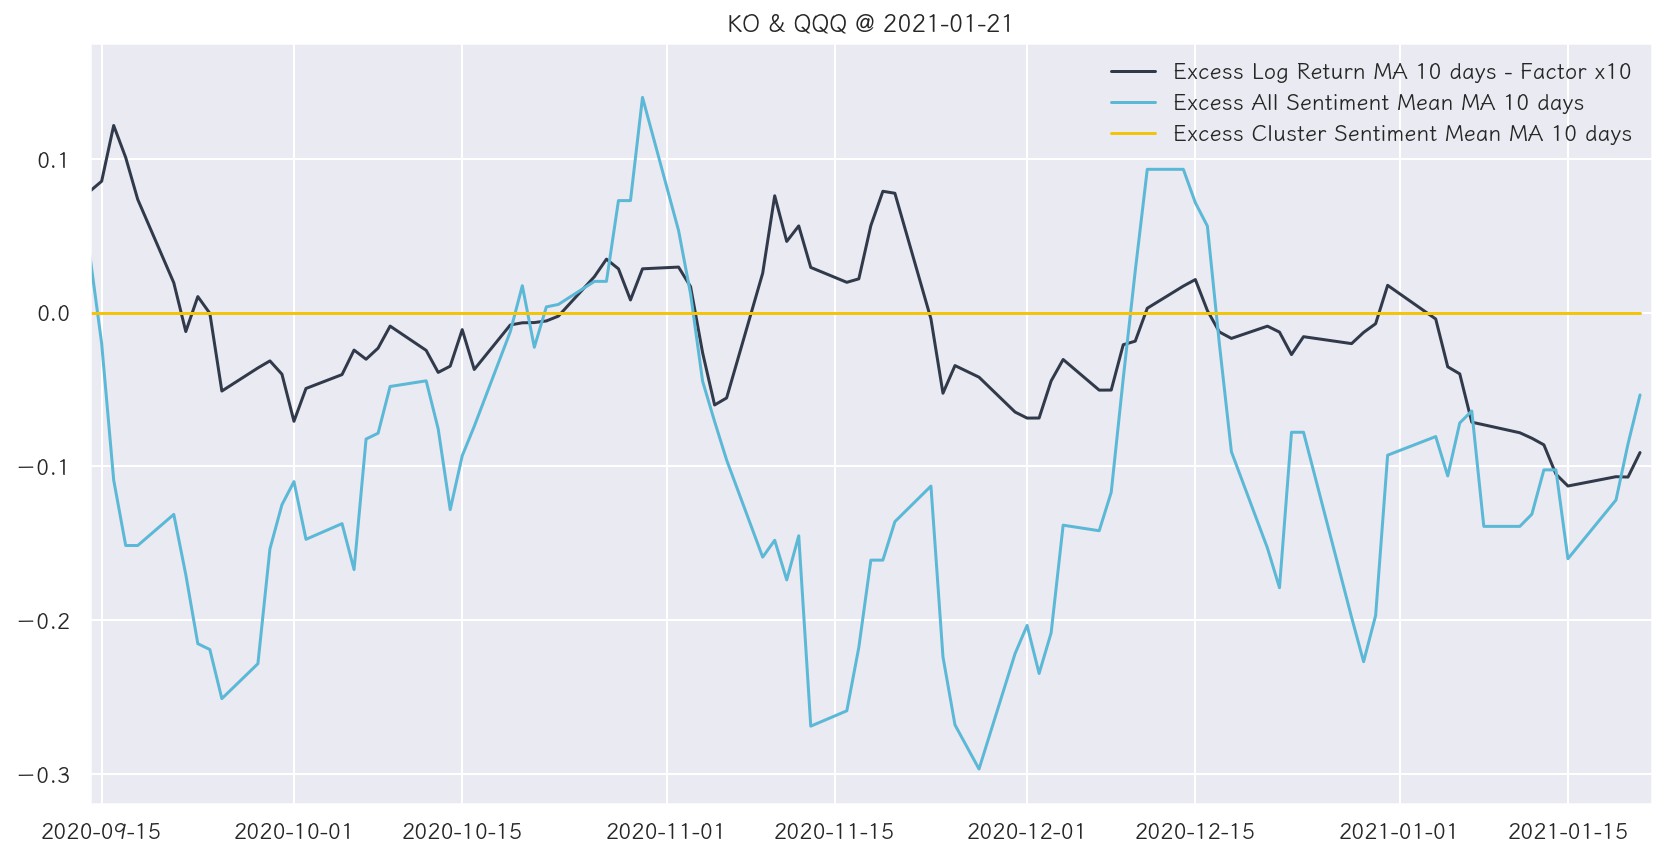 KO & QQQ @ 2021-01-21
Excess Log Return MA 10 days - Factor x10
Excess All Sentiment Mean MA 10 days
Excess Cluster Sentiment Mean MA 10 days
0.1
0.0
−0.1
−0.2
−0.3
2020-09-15 2020-10-01 2020-10-15 2020-11-01 2020-11-15 2020-12-01 2020-12-15 2021-01-01 2021-01-15